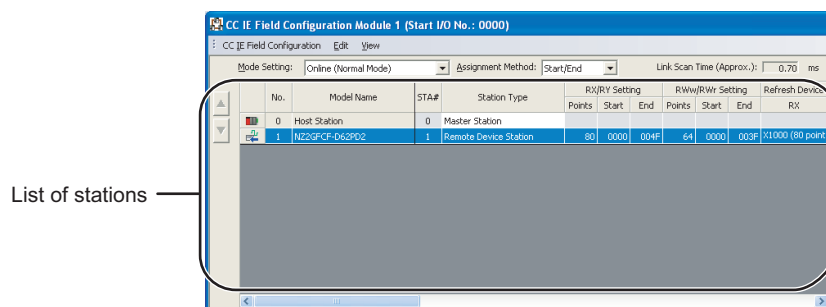 CC IE Field Configuration Module 1 (Start I/O No.: 0000)
CC IE Field Configuration Edit View
Mode Setting: Online (Normal Mode) Assignment Method: Start/End Link Scan Time (Approx.): 0.70 ms
No. Model Name STA# Station Type RX/RY Setting RWw/RWr Setting Refresh Device
Points Start End Points Start End RX
0 Host Station 0 Master Station
1 NZ2GFCF-D62PD2 1 Remote Device Station 80 0000 004F 64 0000 003F X1000 (80 point
List of stations